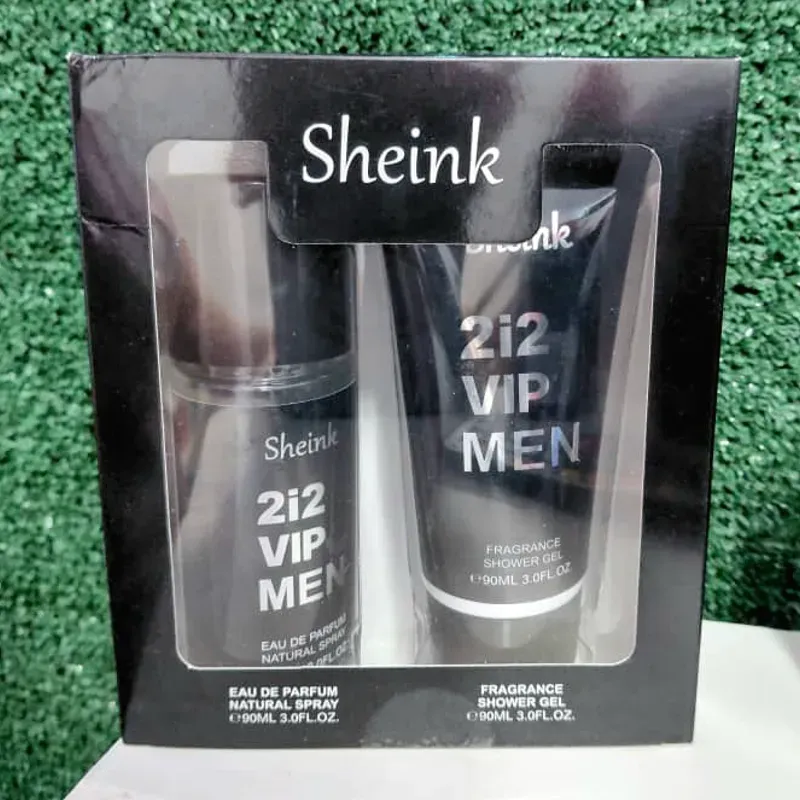 Sheink
Sheink
2i2
VIP
MEN
FRAGRANCE
SHOWER GEL
℮90ML 3.0FL.OZ.
Sheink
2i2
VIP
MEN
EAU DE PARFUM
NATURAL SPRAY
EAU DE PARFUM
NATURAL SPRAY
℮90ML 3.0FL.OZ.
FRAGRANCE
SHOWER GEL
℮90ML 3.0FL.OZ.